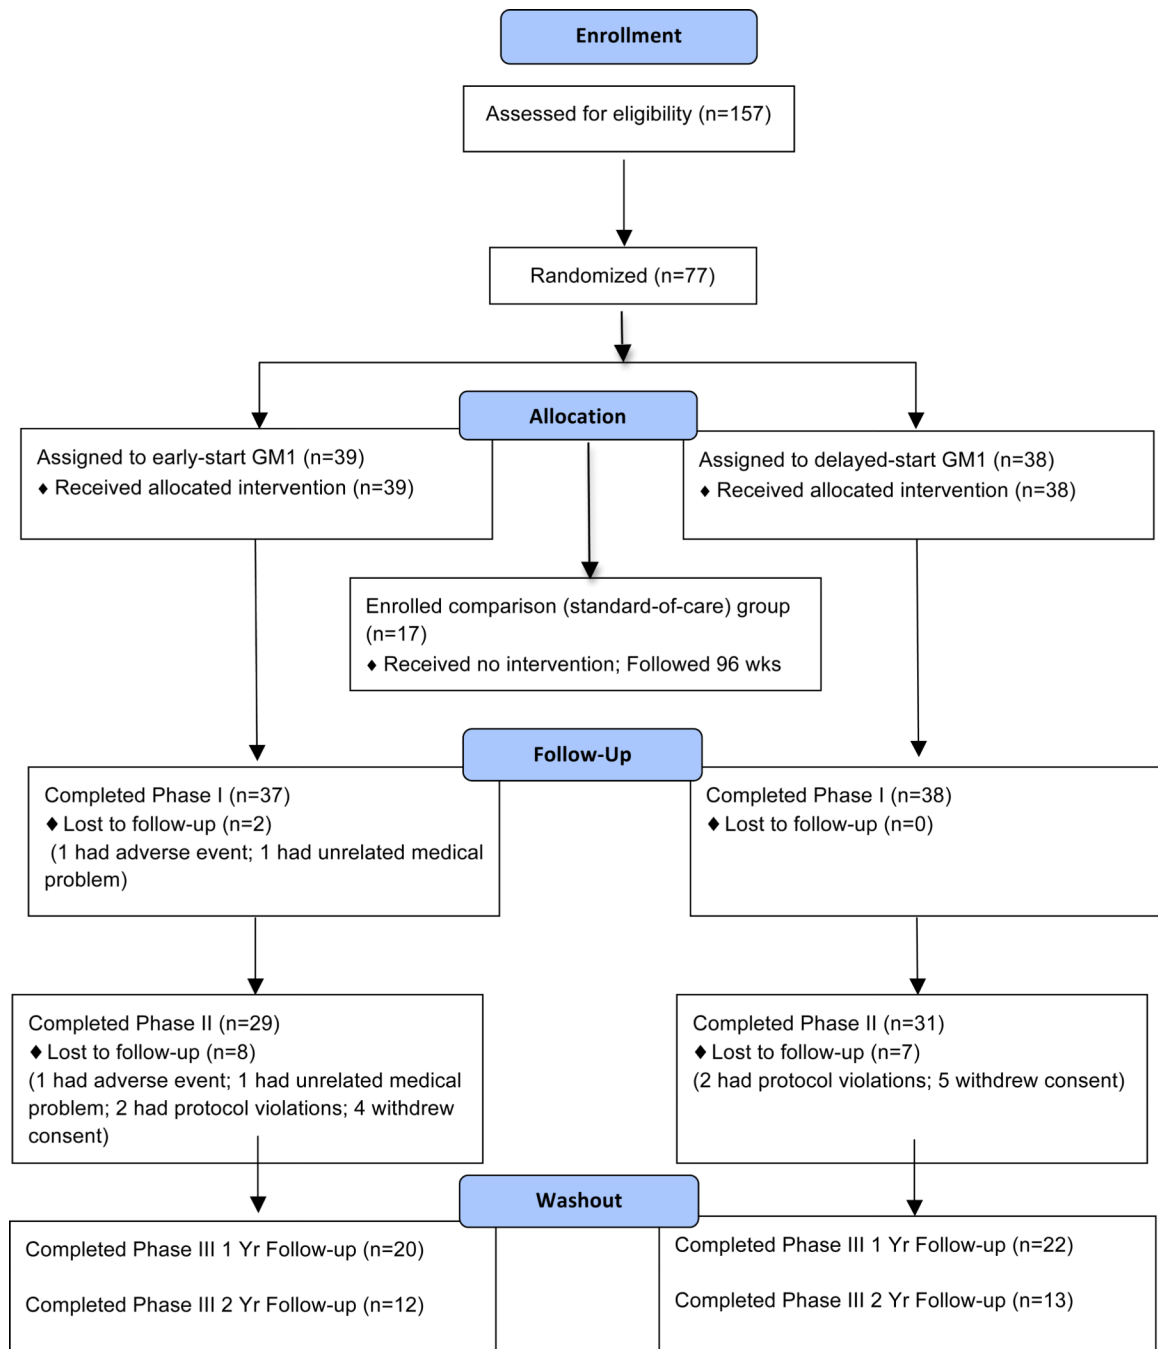 Enrollment
Assessed for eligibility (n=157)
Randomized (n=77)
Allocation
Assigned to early-start GM1 (n=39)
♦ Received allocated intervention (n=39)
Assigned to delayed-start GM1 (n=38)
♦ Received allocated intervention (n=38)
Enrolled comparison (standard-of-care) group
(n=17)
♦ Received no intervention; Followed 96 wks
Follow-Up
Completed Phase I (n=37)
♦ Lost to follow-up (n=2)
(1 had adverse event; 1 had unrelated medical
problem)
Completed Phase I (n=38)
♦ Lost to follow-up (n=0)
Completed Phase II (n=29)
♦ Lost to follow-up (n=8)
(1 had adverse event; 1 had unrelated medical
problem; 2 had protocol violations; 4 withdrew
consent)
Completed Phase II (n=31)
♦ Lost to follow-up (n=7)
(2 had protocol violations; 5 withdrew consent)
Washout
Completed Phase III 1 Yr Follow-up (n=20)
Completed Phase III 2 Yr Follow-up (n=12)
Completed Phase III 1 Yr Follow-up (n=22)
Completed Phase III 2 Yr Follow-up (n=13)